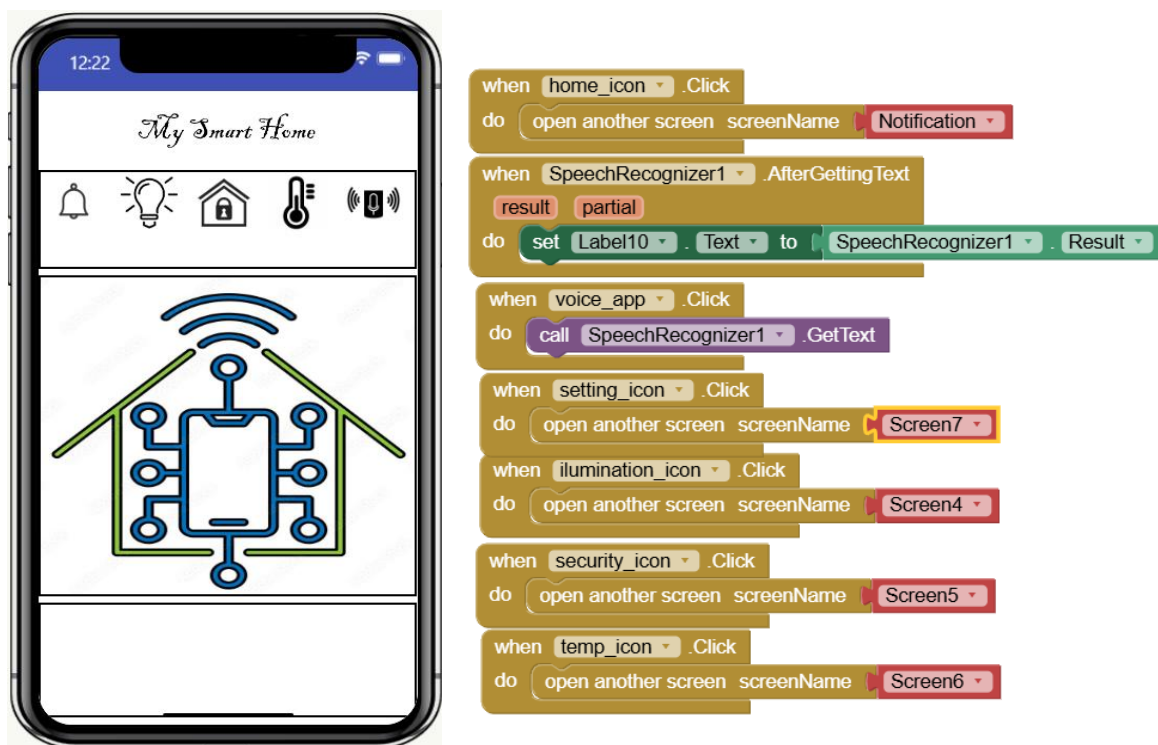 12:22
My Smart Home
when home_icon .Click
do open another screen screenName Notification
when SpeechRecognizer1 .AfterGettingText
result partial
do set Label10 . Text to SpeechRecognizer1 . Result
when voice_app .Click
do call SpeechRecognizer1 .GetText
when setting_icon .Click
do open another screen screenName Screen7
when ilumination_icon .Click
do open another screen screenName Screen4
when security_icon .Click
do open another screen screenName Screen5
when temp_icon .Click
do open another screen screenName Screen6